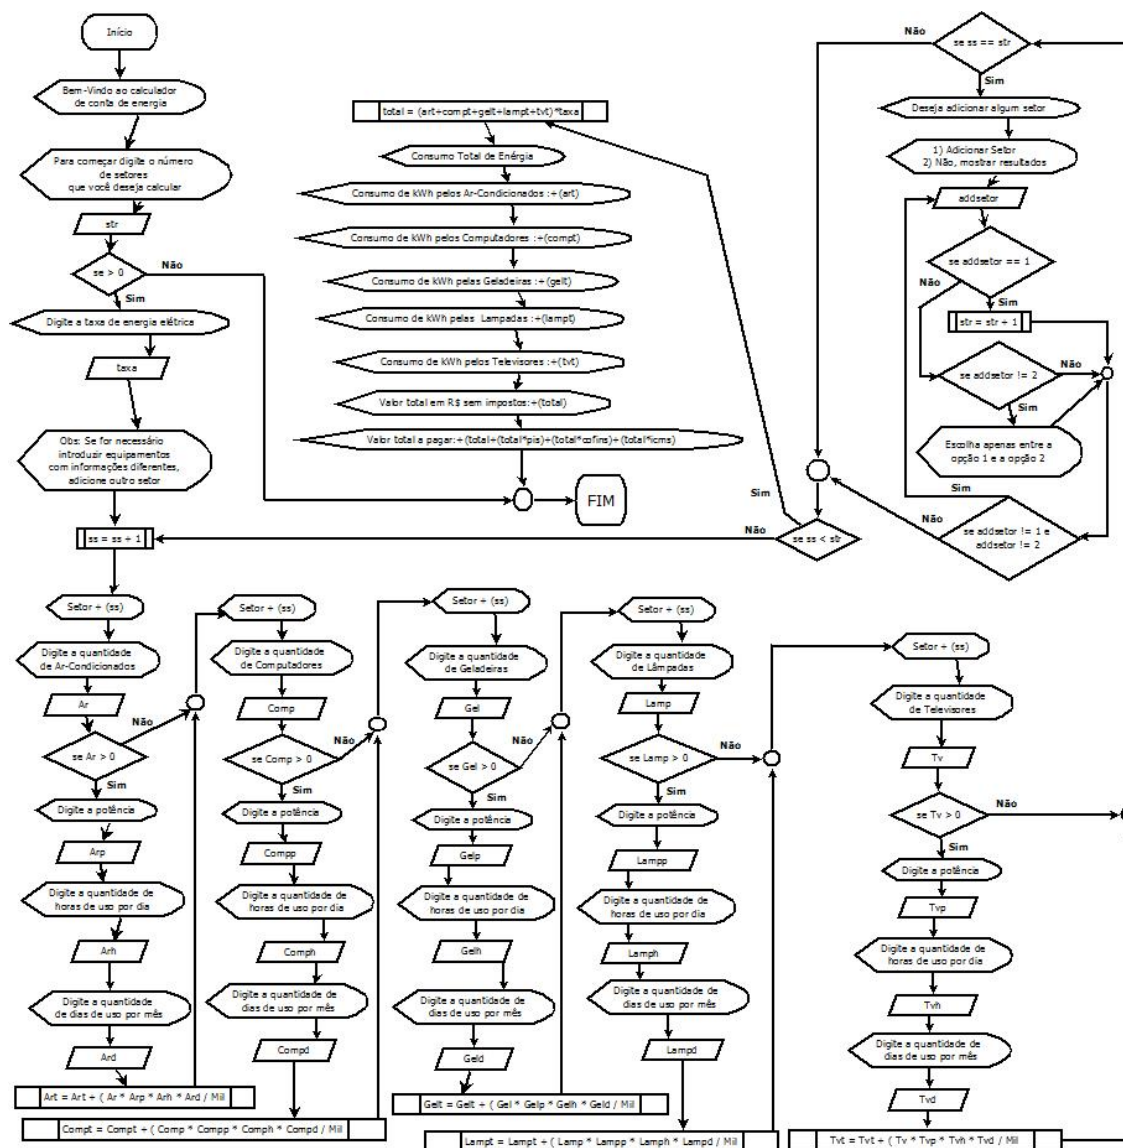 Início
Bem-Vindo ao calculador
de conta de energia
Para começar digite o número
de setores
que você deseja calcular
str
se > 0
Não
Sim
Digite a taxa de energia elétrica
taxa
Obs: Se for necessário
introduzir equipamentos
com informações diferentes,
adicione outro setor
ss = ss + 1
total = (art+compt+gelt+lampt+tvt)*taxa
Consumo Total de Enérgia
Consumo de kWh pelos Ar-Condicionados :+(art)
Consumo de kWh pelos Computadores :+(compt)
Consumo de kWh pelas Geladeiras :+(gelt)
Consumo de kWh pelas Lampadas :+(lampt)
Consumo de kWh pelos Televisores :+(tvt)
Valor total em R$ sem impostos:+(total)
Valor total a pagar:+(total+(total*pis)+(total*cofins)+(total*icms)
FIM
Não
se ss == str
Sim
Deseja adicionar algum setor
1) Adicionar Setor
2) Não, mostrar resultados
addsetor
se addsetor == 1
Não
Sim
str = str + 1
se addsetor != 2
Não
Sim
Escolha apenas entre a
opção 1 e a opção 2
Sim
se addsetor != 1 e
addsetor != 2
Não
Sim
Não
se ss < str
Setor + (ss)
Digite a quantidade
de Ar-Condicionados
Ar
Não
se Ar > 0
Sim
Digite a potência
Arp
Digite a quantidade de
horas de uso por dia
Arh
Digite a quantidade
de dias de uso por mês
Ard
Art = Art + ( Ar * Arp * Arh * Ard / Mil
Setor + (ss)
Digite a quantidade
de Computadores
Comp
se Comp > 0
Não
Sim
Digite a potência
Compp
Digite a quantidade de
horas de uso por dia
Comph
Digite a quantidade de
dias de uso por mês
Compd
Compt = Compt + ( Comp * Compp * Comph * Compd / Mil
Setor + (ss)
Digite a quantidade
de Geladeiras
Gel
Não
se Gel > 0
Sim
Digite a potência
Gelp
Digite a quantidade de
horas de uso por dia
Gelh
Digite a quantidade de
dias de uso por mês
Geld
Gelt = Gelt + ( Gel * Gelp * Gelh * Geld / Mil
Setor + (ss)
Digite a quantidade
de Lâmpadas
Lamp
se Lamp > 0
Não
Sim
Digite a potência
Lampp
Digite a quantidade de
horas de uso por dia
Lamph
Digite a quantidade de
dias de uso por mês
Lampd
Lampt = Lampt + ( Lamp * Lampp * Lamph * Lampd / Mil
Setor + (ss)
Digite a quantidade
de Televisores
Tv
se Tv > 0
Não
Sim
Digite a potência
Tvp
Digite a quantidade de
horas de uso por dia
Tvh
Digite a quantidade de
dias de uso por mês
Tvd
Tvt = Tvt + ( Tv * Tvp * Tvh * Tvd / Mil